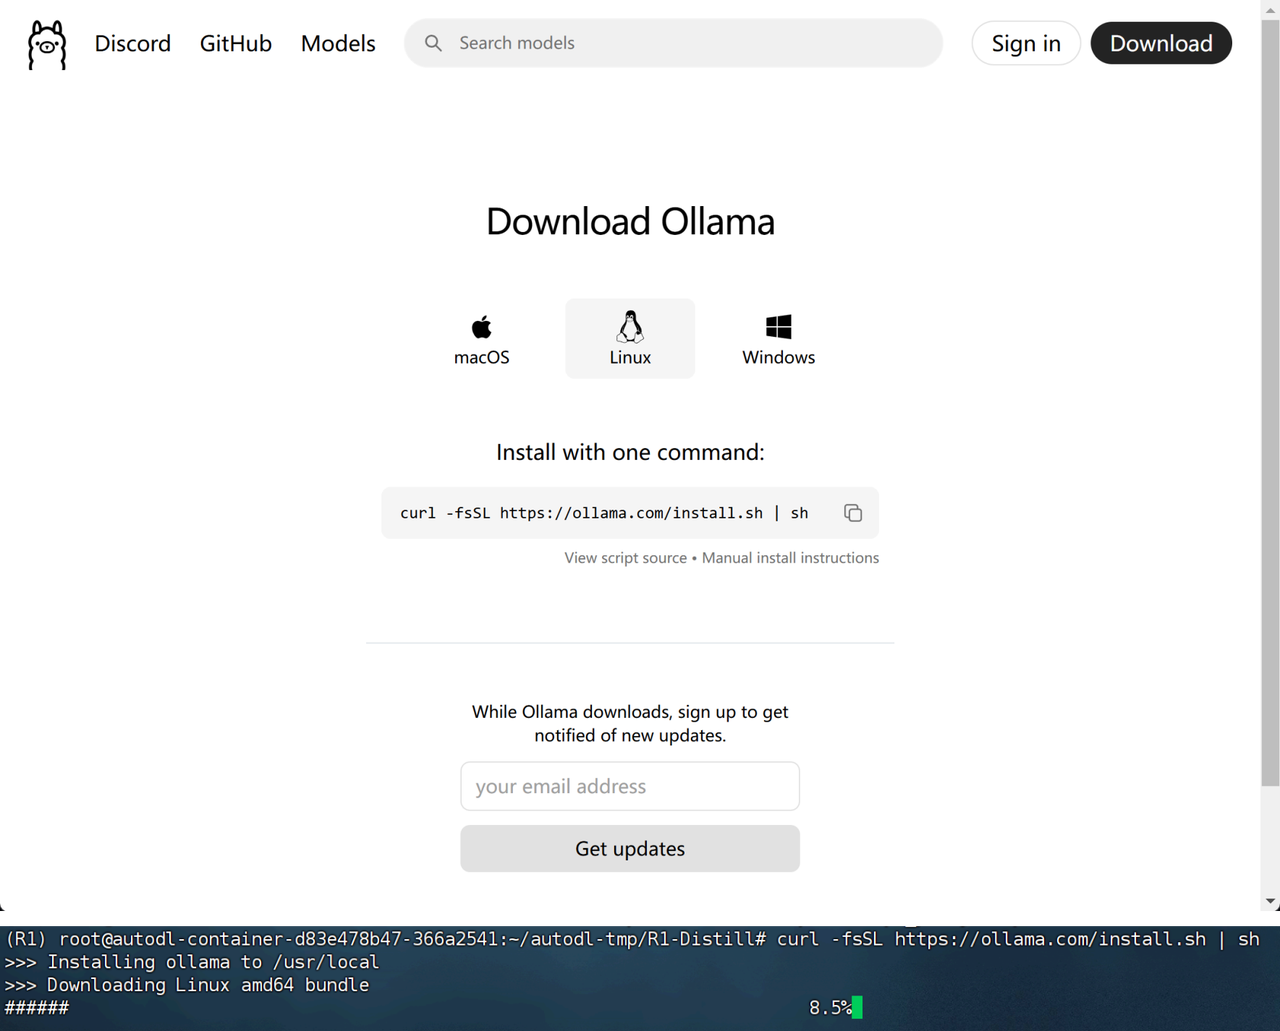 Discord GitHub Models Search models Sign in Download
Download Ollama
macOS Linux Windows
Install with one command:
curl -fsSL https://ollama.com/install.sh | sh
View script source • Manual install instructions
While Ollama downloads, sign up to get
notified of new updates.
your email address
Get updates
(R1) root@autodl-container-d83e478b47-366a2541:~/autodl-tmp/R1-Distill# curl -fsSL https://ollama.com/install.sh | sh
>>> Installing ollama to /usr/local
>>> Downloading Linux amd64 bundle
###### 8.5%